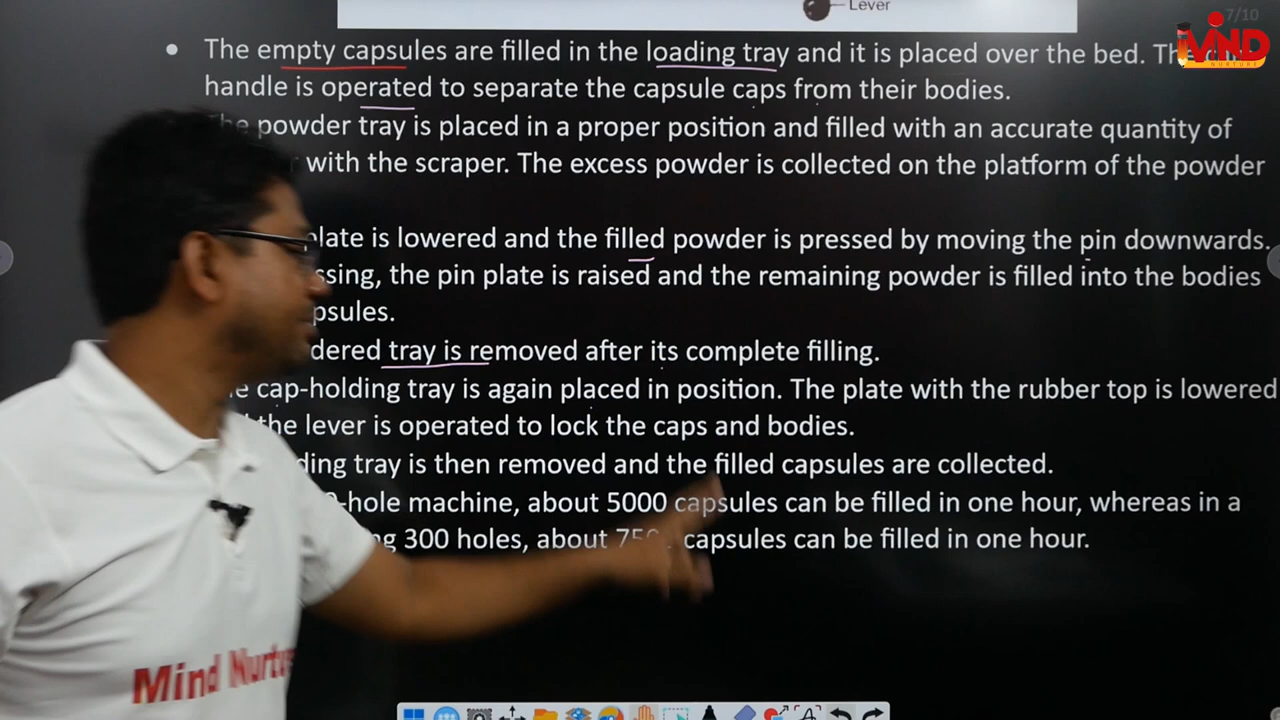 Lever
7/10
MIND
NURTURE
• The empty capsules are filled in the loading tray and it is placed over the bed.
handle is operated to separate the capsule caps from their bodies.
The powder tray is placed in a proper position and filled with an accurate quantity of
with the scraper. The excess powder is collected on the platform of the powder
plate is lowered and the filled powder is pressed by moving the pin downwards.
the pin plate is raised and the remaining powder is filled into the bodies
tray is removed after its complete filling.
cap-holding tray is again placed in position. The plate with the rubber top is lowered
the lever is operated to lock the caps and bodies.
tray is then removed and the filled capsules are collected.
-hole machine, about 5000 capsules can be filled in one hour, whereas in a
300 holes, about capsules can be filled in one hour.
Mind